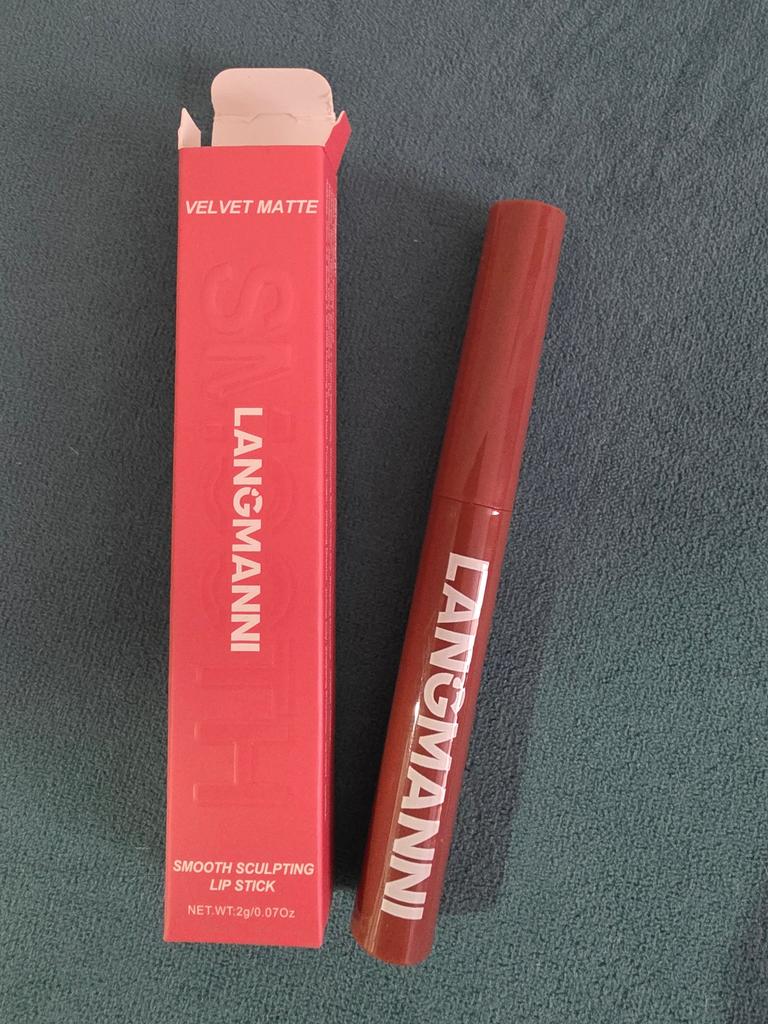 VELVET MATTE
SMOOTH
LANGMANNI
SMOOTH SCULPTING
LIP STICK
NET.WT:2g/0.07Oz
LANGMANNI